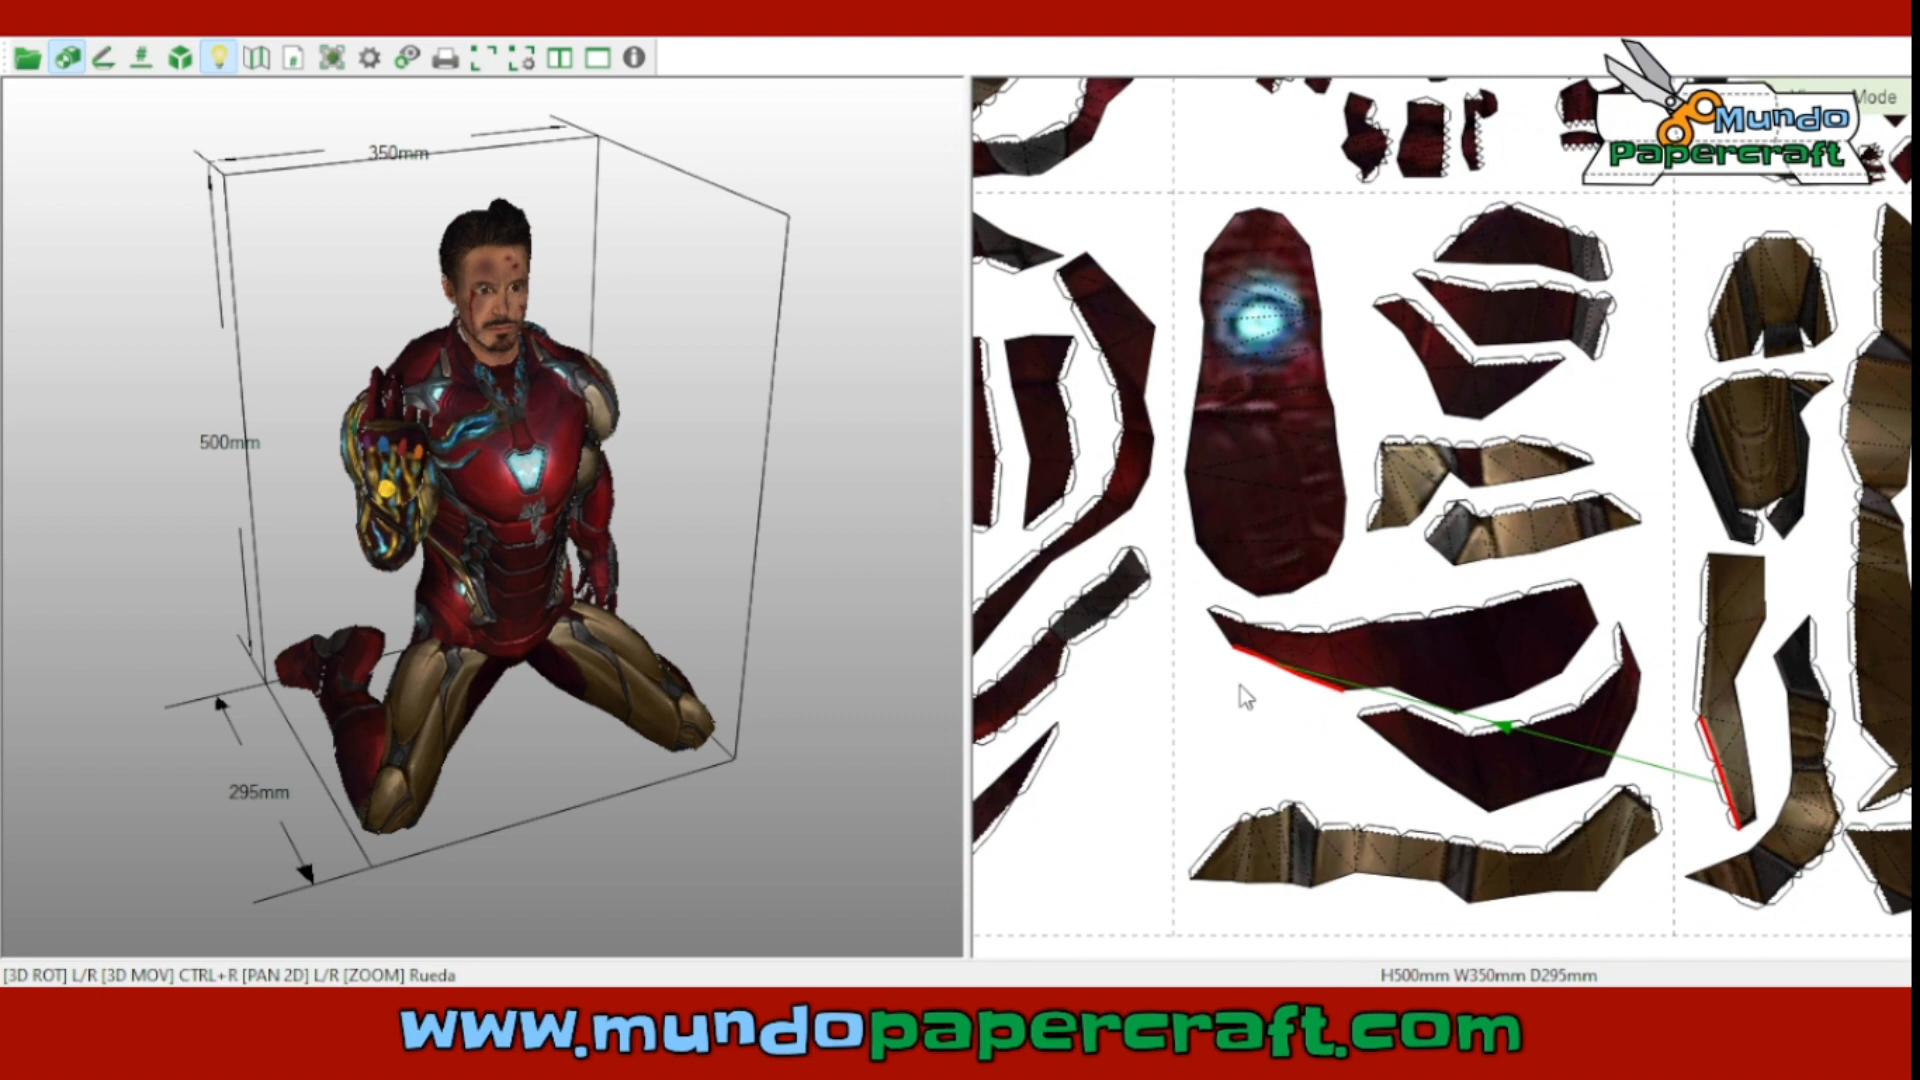 Mode
Mundo
Papercraft
350mm
500mm
295mm
[3D ROT] L/R [3D MOV] CTRL+R [PAN 2D] L/R [ZOOM] Rueda
H500mm W350mm D295mm
www.mundopapercraft.com